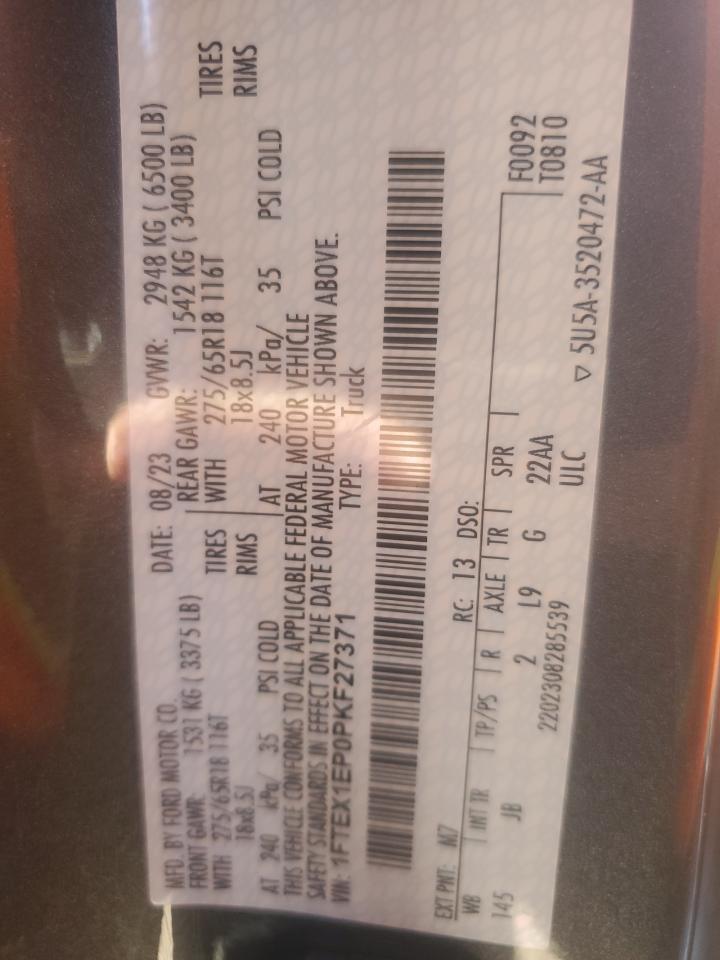 MFD. BY FORD MOTOR CO. DATE: 08/23 GVWR: 2948 KG ( 6500 LB)
FRONT GAWR: 1531 KG ( 3375 LB) REAR GAWR: 1542 KG ( 3400 LB)
WITH 275/65R18 116T TIRES WITH 275/65R18 116T TIRES
18x8.5J RIMS 18x8.5J RIMS
AT 240 kPa/ 35 PSI COLD AT 240 kPa/ 35 PSI COLD
THIS VEHICLE CONFORMS TO ALL APPLICABLE FEDERAL MOTOR VEHICLE
SAFETY STANDARDS IN EFFECT ON THE DATE OF MANUFACTURE SHOWN ABOVE.
VIN: 1FTEX1EP0PKF27371 TYPE: Truck
EXT PNT: M7 RC: 13 DSO:
WB INT TR TP/PS R AXLE TR SPR F0092
145 JB 2 L9 G 22AA T0810
2202308285539 ULC
▽ 5U5A-3520472-AA